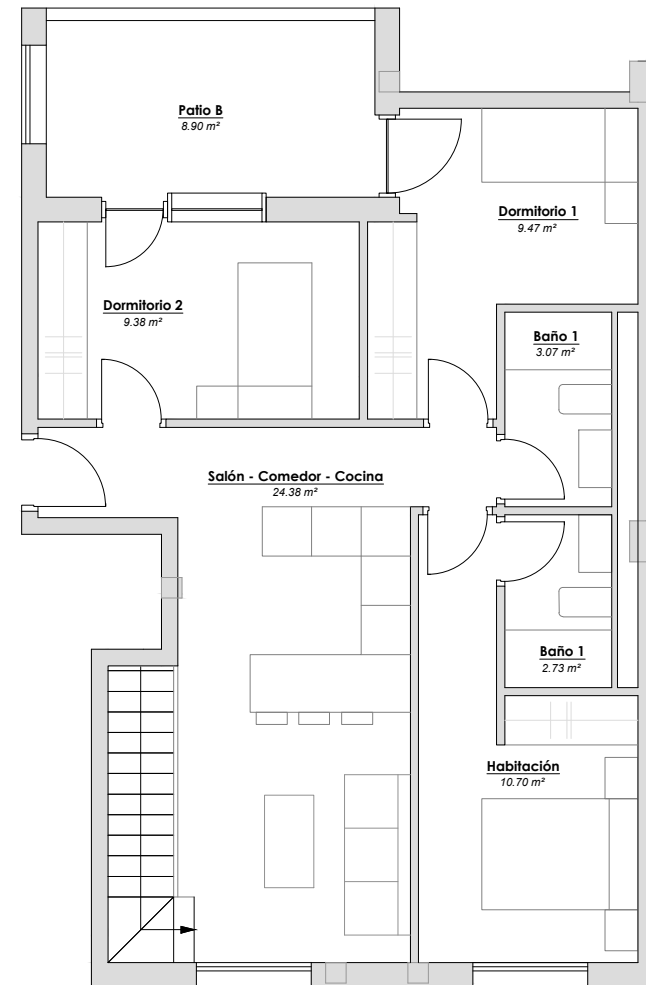 Patio B
8.90 m²
Dormitorio 1
9.47 m²
Dormitorio 2
9.38 m²
Baño 1
3.07 m²
Salón - Comedor - Cocina
24.38 m²
Baño 1
2.73 m²
Habitación
10.70 m²